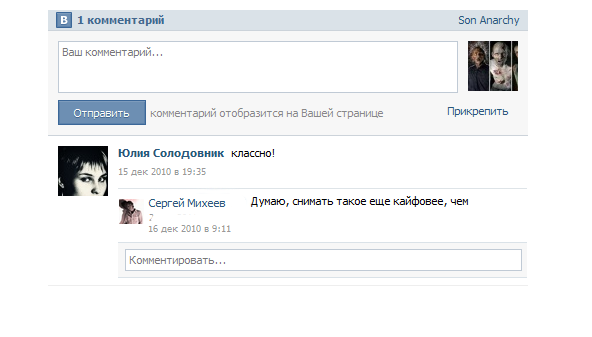 В 1 комментарий Son Anarchy
Ваш комментарий...
Отправить комментарий отобразится на Вашей странице Прикрепить
Юлия Солодовник классно!
15 дек 2010 в 19:35
Сергей Михеев Думаю, снимать такое еще кайфовее, чем
16 дек 2010 в 9:11
Комментировать...